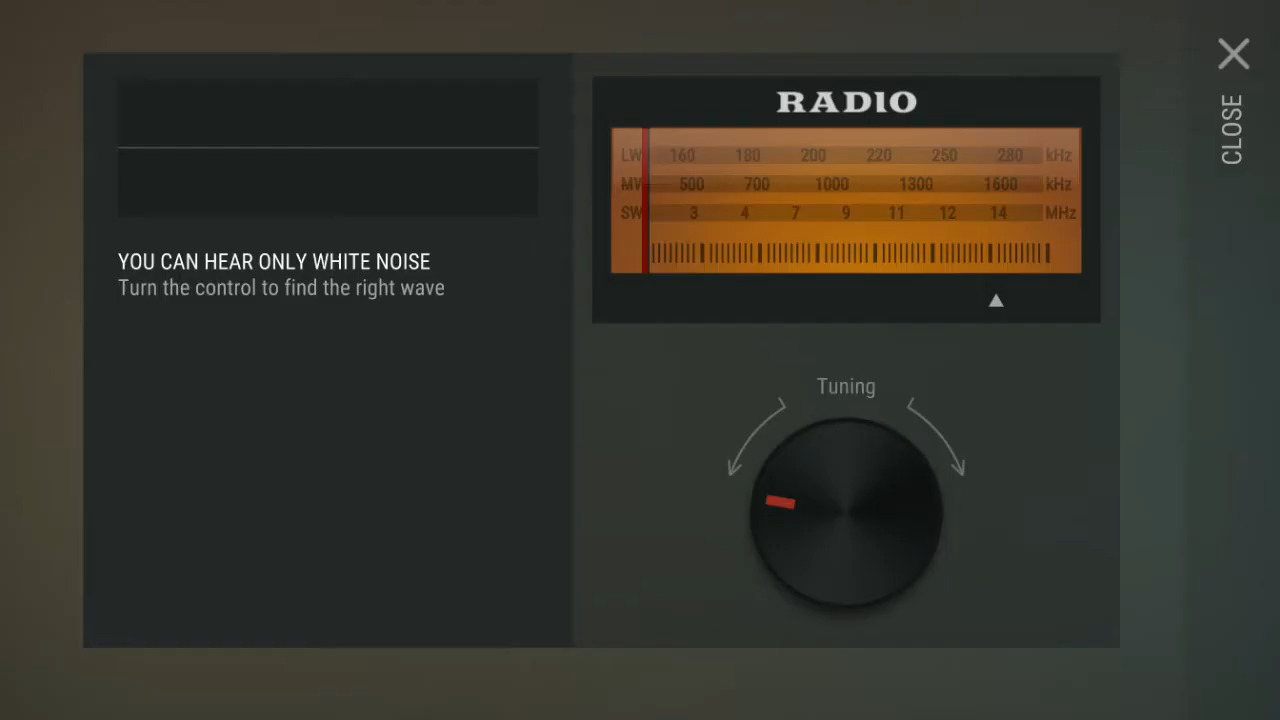 YOU CAN HEAR ONLY WHITE NOISE
Turn the control to find the right wave
RADIO
LW 160 180 200 220 250 280 kHz
MW 500 700 1000 1300 1600 kHz
SW 3 4 7 9 11 12 14 MHz
Tuning
CLOSE